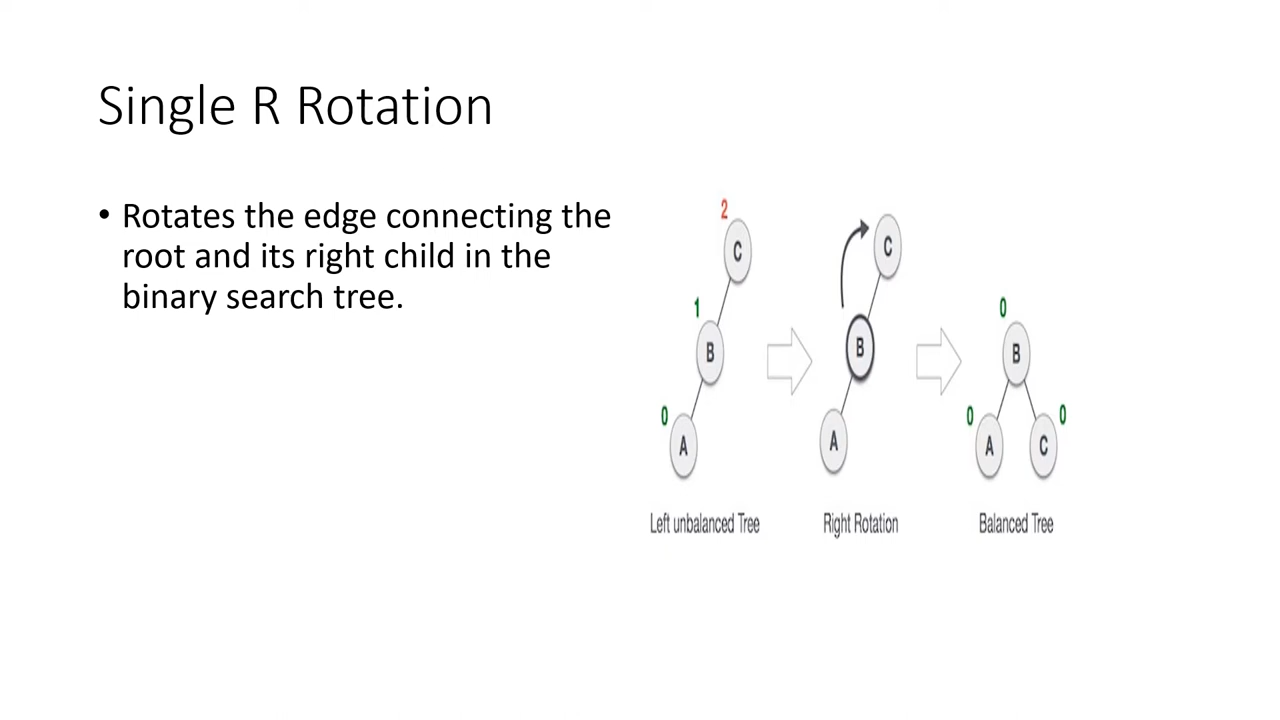 Single R Rotation
• Rotates the edge connecting the
root and its right child in the
binary search tree.
2
C
1
B
0
A
Left unbalanced Tree
C
B
A
Right Rotation
0
B
0
A
C
0
Balanced Tree